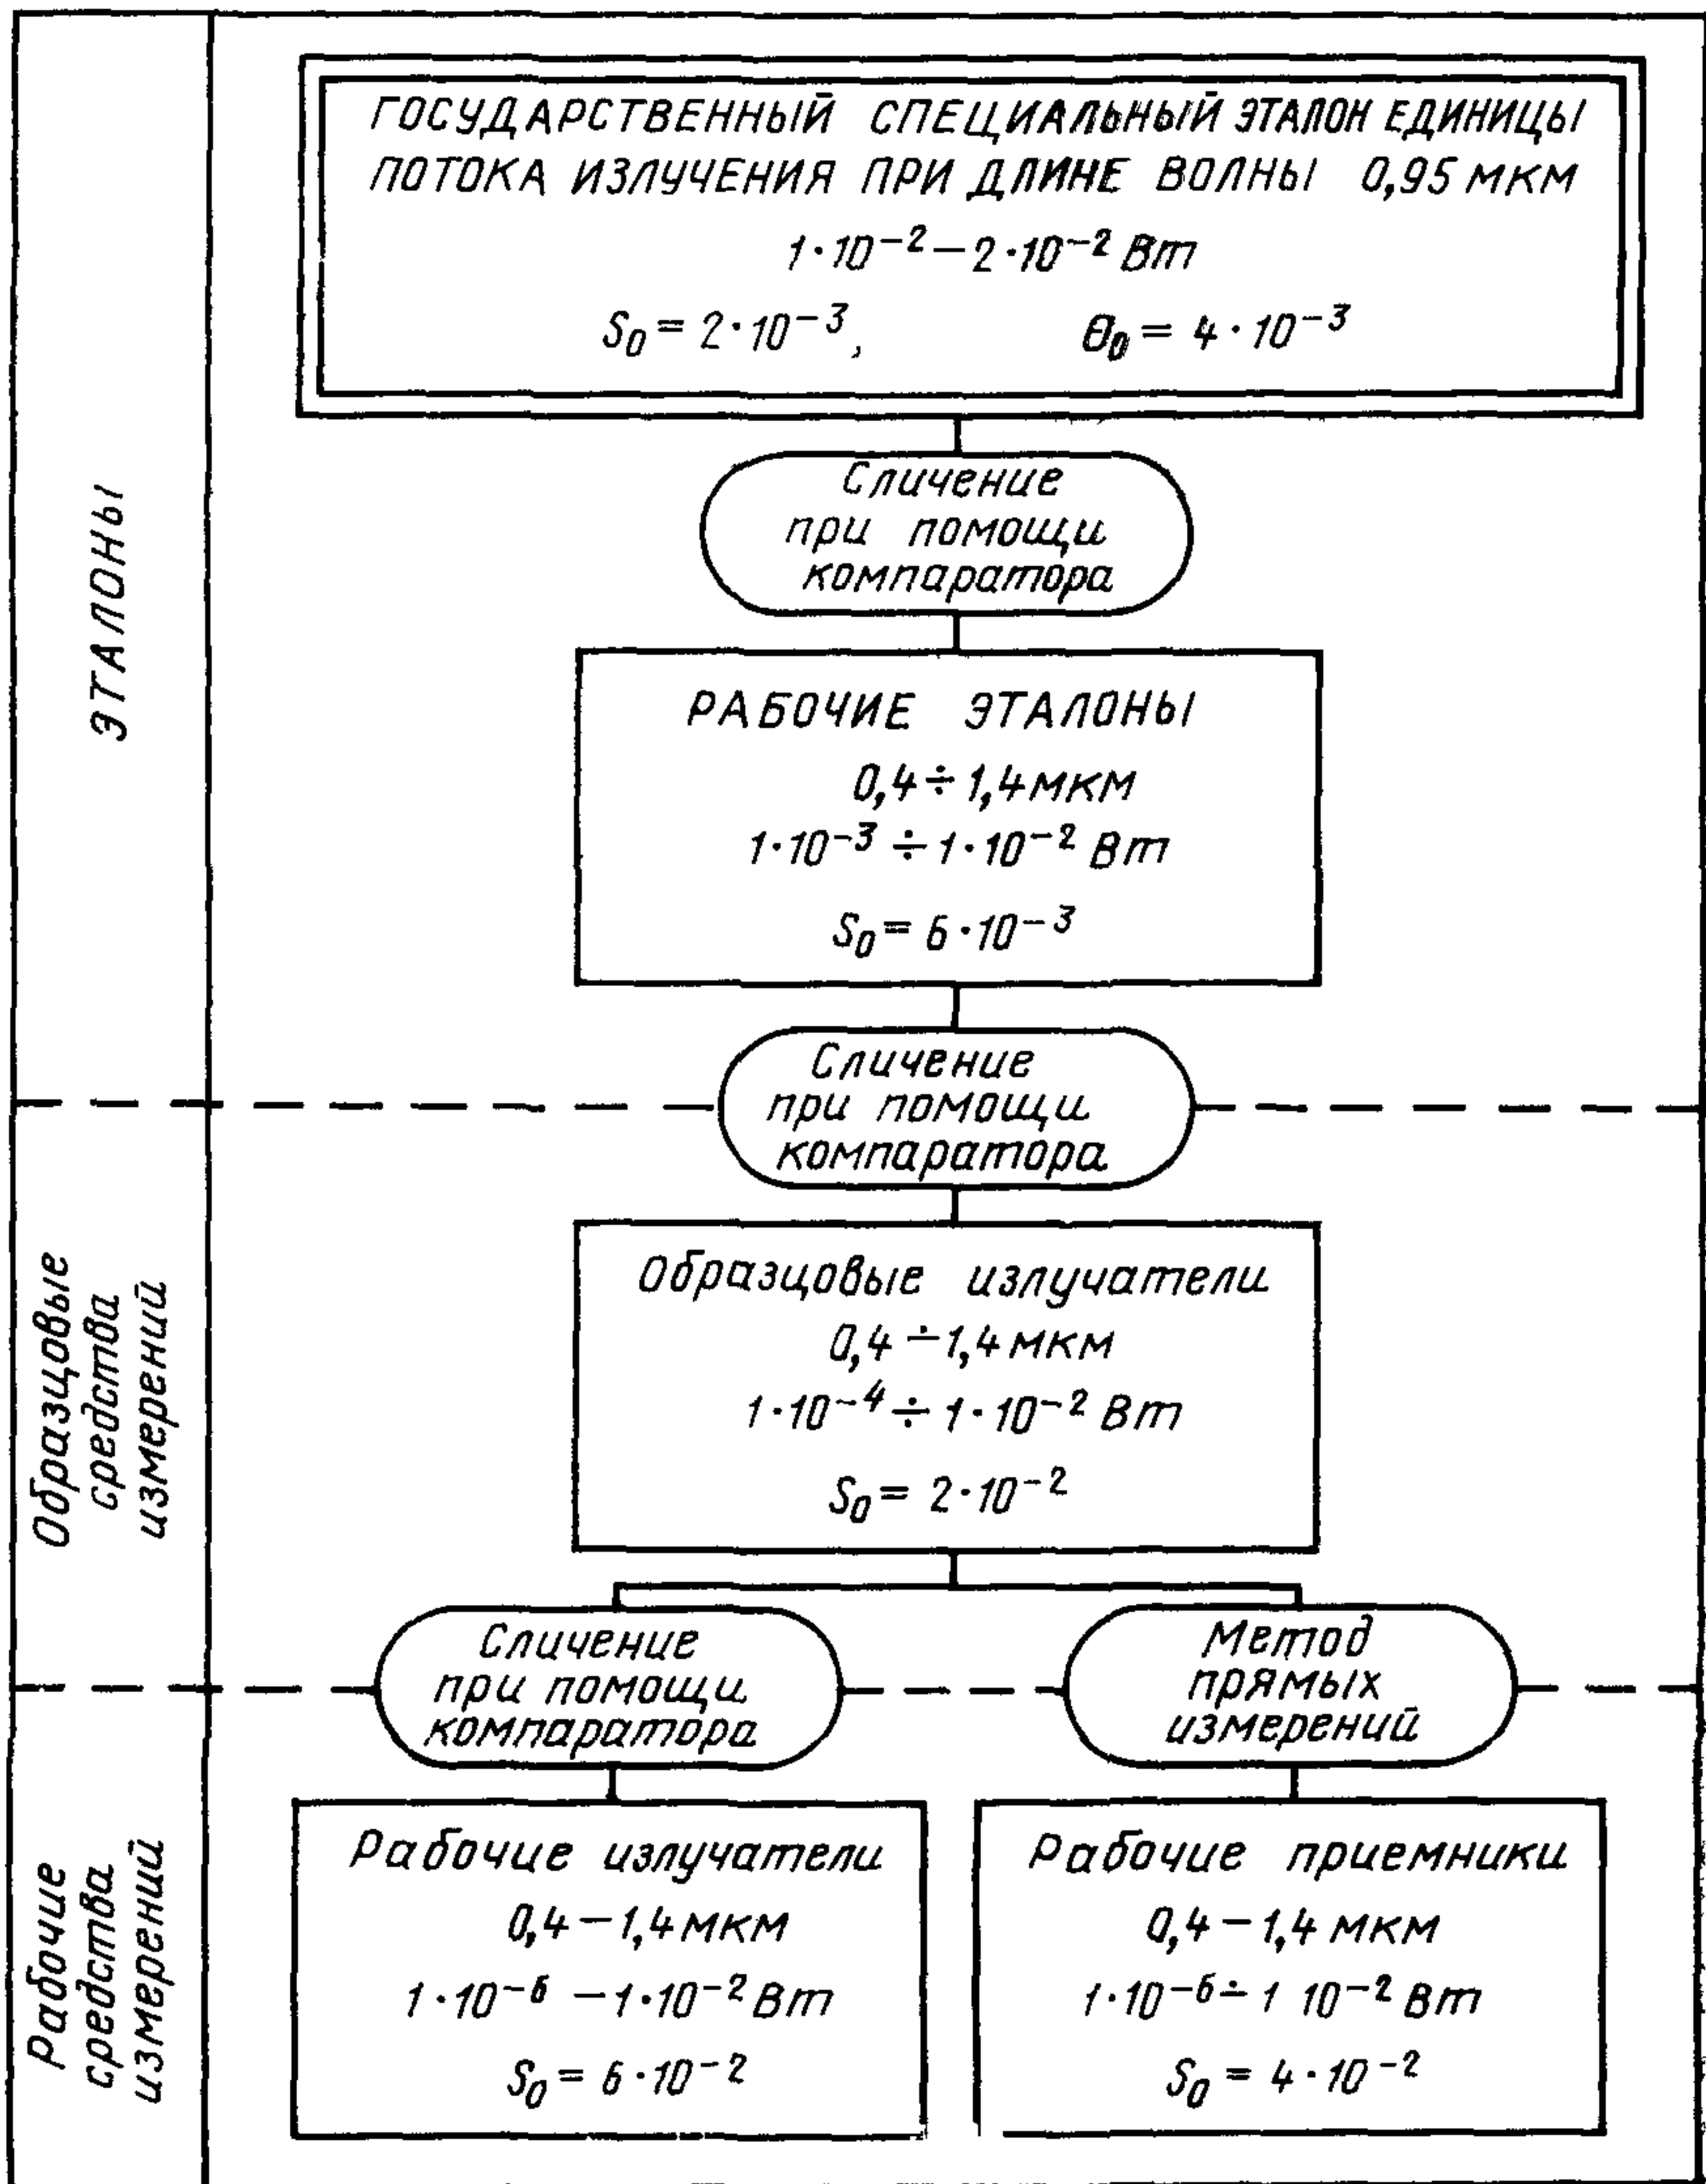 ЭТАЛОНЫ
ГОСУДАРСТВЕННЫЙ СПЕЦИАЛЬНЫЙ ЭТАЛОН ЕДИНИЦЫ
ПОТОКА ИЗЛУЧЕНИЯ ПРИ ДЛИНЕ ВОЛНЫ 0,95 МКМ
1·10⁻² — 2·10⁻² Вт
S₀ = 2·10⁻³, Θ₀ = 4·10⁻³
Сличение
при помощи
компаратора
РАБОЧИЕ ЭТАЛОНЫ
0,4 ÷ 1,4 мкм
1·10⁻³ ÷ 1·10⁻² Вт
S₀ = 6·10⁻³
Сличение
при помощи
компаратора
Образцовые
средства
измерений
Образцовые излучатели
0,4 ÷ 1,4 мкм
1·10⁻⁴ ÷ 1·10⁻² Вт
S₀ = 2·10⁻²
Сличение
при помощи
компаратора
Метод
прямых
измерений
Рабочие
средства
измерений
Рабочие излучатели
0,4 — 1,4 мкм
1·10⁻⁶ — 1·10⁻² Вт
S₀ = 6·10⁻²
Рабочие приемники
0,4 — 1,4 мкм
1·10⁻⁶ ÷ 1 10⁻² Вт
S₀ = 4·10⁻²